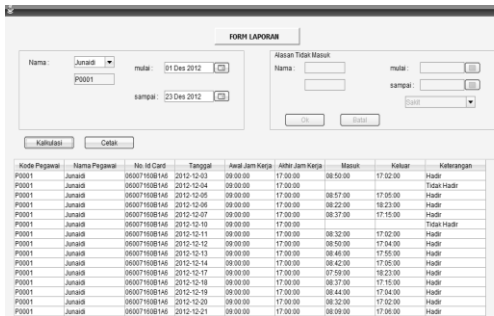 FORM LAPORAN
Nama :
Junaidi
P0001
mulai :
01 Des 2012
sampai :
23 Des 2012
Alasan Tidak Masuk
Nama :
mulai :
sampai :
Sakit
Ok
Batal
Kalkulasi
Cetak
Kode Pegawai Nama Pegawai No. Id Card Tanggal Awal Jam Kerja Akhir Jam Kerja Masuk Keluar Keterangan
P0001 Junaidi 06007160B1A6 2012-12-03 09:00:00 17:00:00 08:50:00 17:02:00 Hadir
P0001 Junaidi 06007160B1A6 2012-12-04 09:00:00 17:00:00 Tidak Hadir
P0001 Junaidi 06007160B1A6 2012-12-05 09:00:00 17:00:00 08:57:00 17:05:00 Hadir
P0001 Junaidi 06007160B1A6 2012-12-06 09:00:00 17:00:00 08:22:00 18:23:00 Hadir
P0001 Junaidi 06007160B1A6 2012-12-07 09:00:00 17:00:00 08:37:00 17:15:00 Hadir
P0001 Junaidi 06007160B1A6 2012-12-10 09:00:00 17:00:00 Tidak Hadir
P0001 Junaidi 06007160B1A6 2012-12-11 09:00:00 17:00:00 08:32:00 17:02:00 Hadir
P0001 Junaidi 06007160B1A6 2012-12-12 09:00:00 17:00:00 08:50:00 17:04:00 Hadir
P0001 Junaidi 06007160B1A6 2012-12-13 09:00:00 17:00:00 08:46:00 17:55:00 Hadir
P0001 Junaidi 06007160B1A6 2012-12-14 09:00:00 17:00:00 08:42:00 17:05:00 Hadir
P0001 Junaidi 06007160B1A6 2012-12-17 09:00:00 17:00:00 07:59:00 18:23:00 Hadir
P0001 Junaidi 06007160B1A6 2012-12-18 09:00:00 17:00:00 08:37:00 17:15:00 Hadir
P0001 Junaidi 06007160B1A6 2012-12-19 09:00:00 17:00:00 08:44:00 17:04:00 Hadir
P0001 Junaidi 06007160B1A6 2012-12-20 09:00:00 17:00:00 08:32:00 17:02:00 Hadir
P0001 Junaidi 06007160B1A6 2012-12-21 09:00:00 17:00:00 08:09:00 17:06:00 Hadir